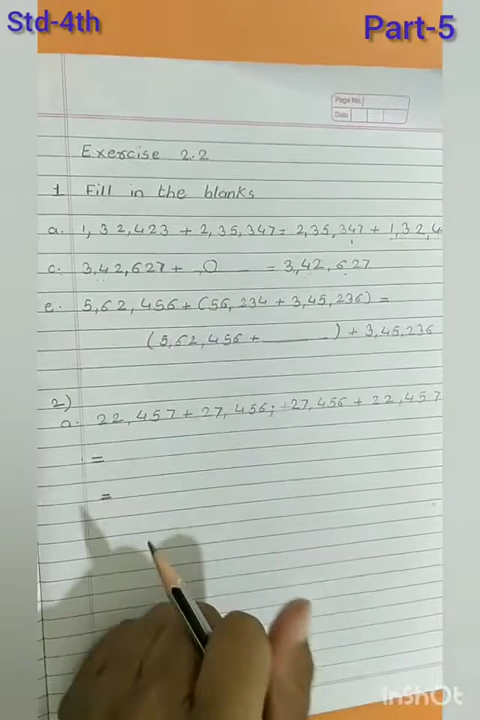 Std-4th
Part-5
Page No.
Date
Exercise 2.2
1 Fill in the blanks
a. 1,32,423 + 2,35,347 = 2,35,347 + 1,32,4
c. 3,42,627 + 0 = 3,42,627
e. 5,62,456 + (56,234 + 3,45,236) =
(5,62,456 + ______) + 3,45,236
2)
a. 22,457 + 27,456; 27,456 + 22,457
=
=
InShOt